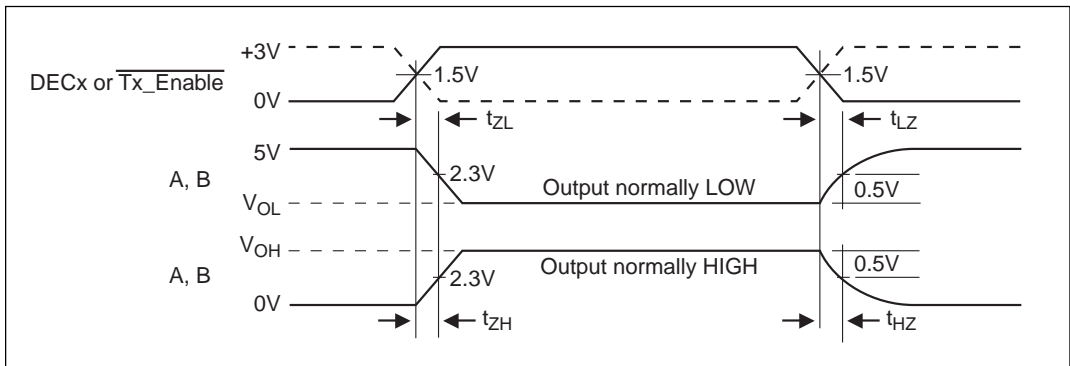 +3V
DECx or Tx_Enable
0V
1.5V
1.5V
tZL
tLZ
5V
A, B
VOL
2.3V
Output normally LOW
0.5V
VOH
A, B
0V
2.3V
Output normally HIGH
0.5V
tZH
tHZ